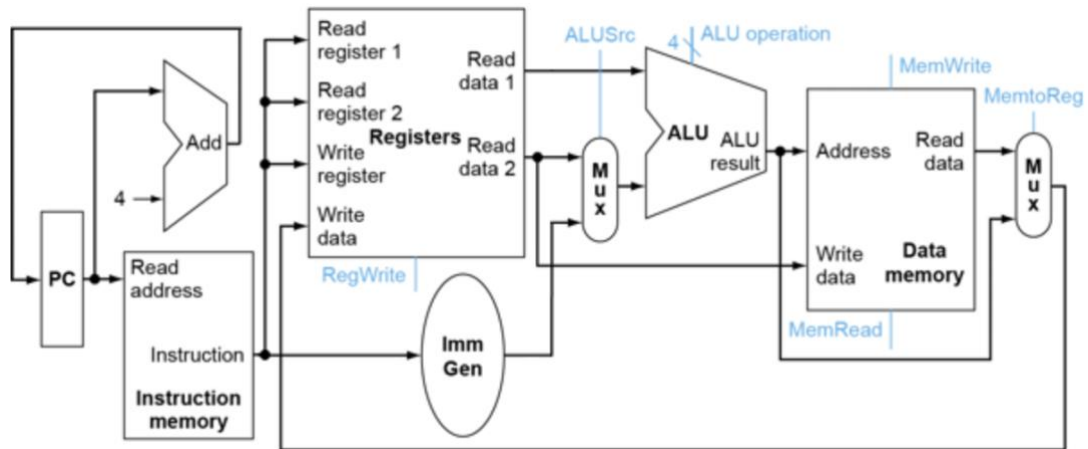 Add
4
PC
Read
address
Instruction
Instruction
memory
Read
register 1
Read
register 2
Write
register
Write
data
Registers
Read
data 1
Read
data 2
RegWrite
Imm
Gen
ALUSrc
M
u
x
4
ALU operation
ALU
ALU
result
MemWrite
Address
Read
data
Write
data
Data
memory
MemRead
MemtoReg
M
u
x